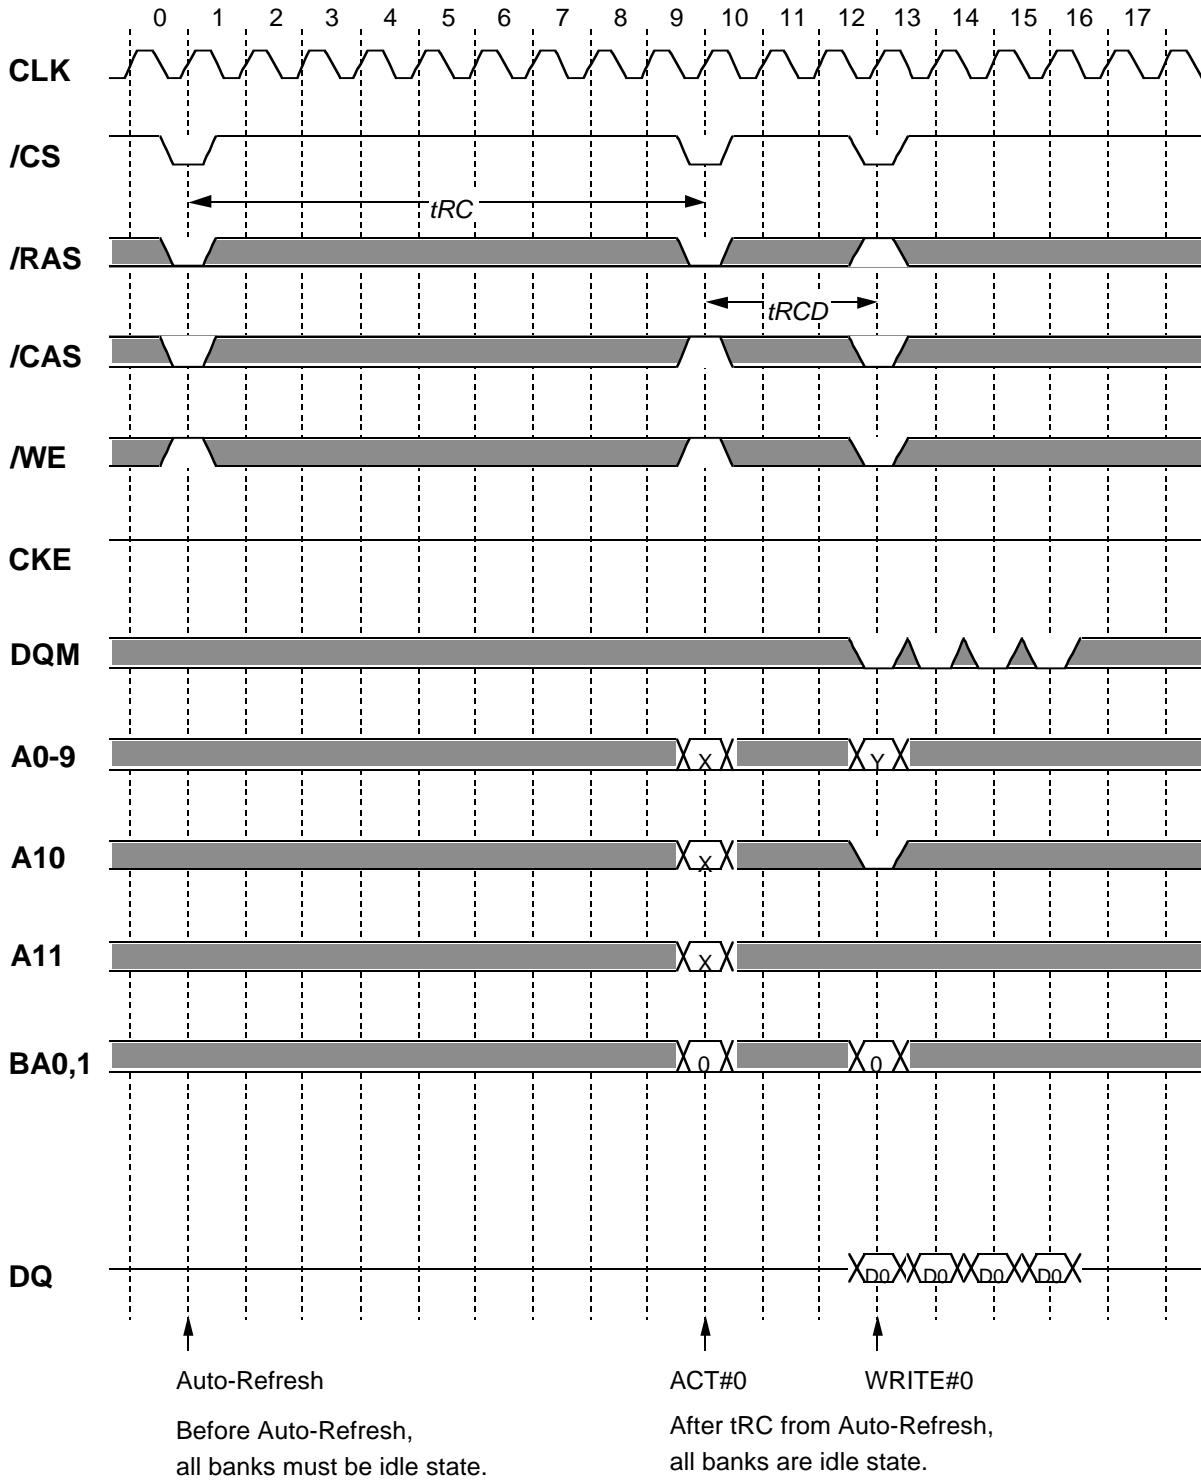 0 1 2 3 4 5 6 7 8 9 10 11 12 13 14 15 16 17
CLK
/CS
tRC
/RAS
tRCD
/CAS
/WE
CKE
DQM
A0-9 X Y
A10 X
A11 X
BA0,1 0 0
DQ D0 D0 D0 D0
Auto-Refresh ACT#0 WRITE#0
Before Auto-Refresh,
all banks must be idle state.
After tRC from Auto-Refresh,
all banks are idle state.